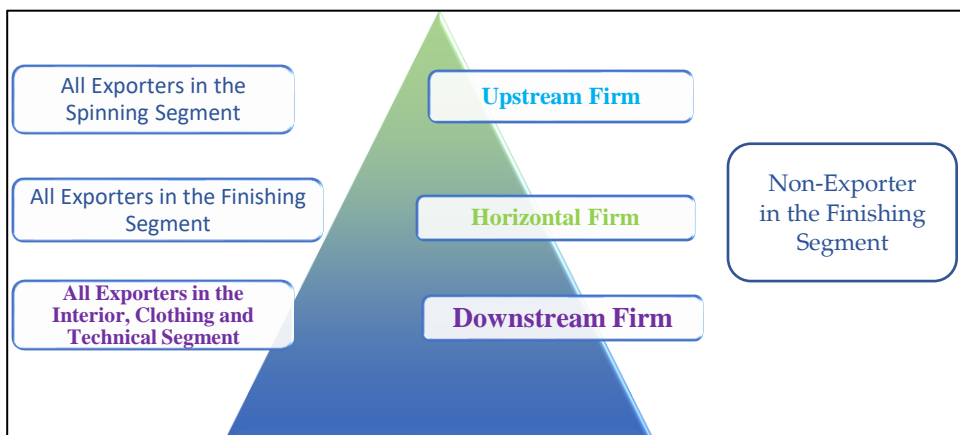 All Exporters in the
Spinning Segment
Upstream Firm
All Exporters in the Finishing
Segment
Horizontal Firm
Non-Exporter
in the Finishing
Segment
All Exporters in the
Interior, Clothing and
Technical Segment
Downstream Firm